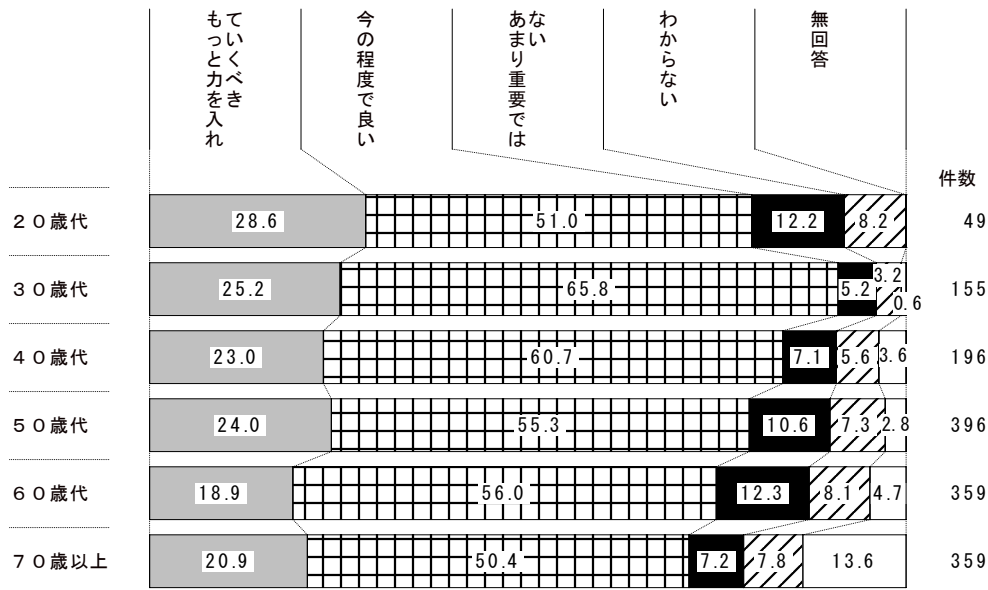 もっと力を入れ
ていくべき
今の程度で良い
あまり重要では
ない
わからない
無回答
件数
２０歳代 28.6 51.0 12.2 8.2 49
３０歳代 25.2 65.8 5.2 3.2 0.6 155
４０歳代 23.0 60.7 7.1 5.6 3.6 196
５０歳代 24.0 55.3 10.6 7.3 2.8 396
６０歳代 18.9 56.0 12.3 8.1 4.7 359
７０歳以上 20.9 50.4 7.2 7.8 13.6 359